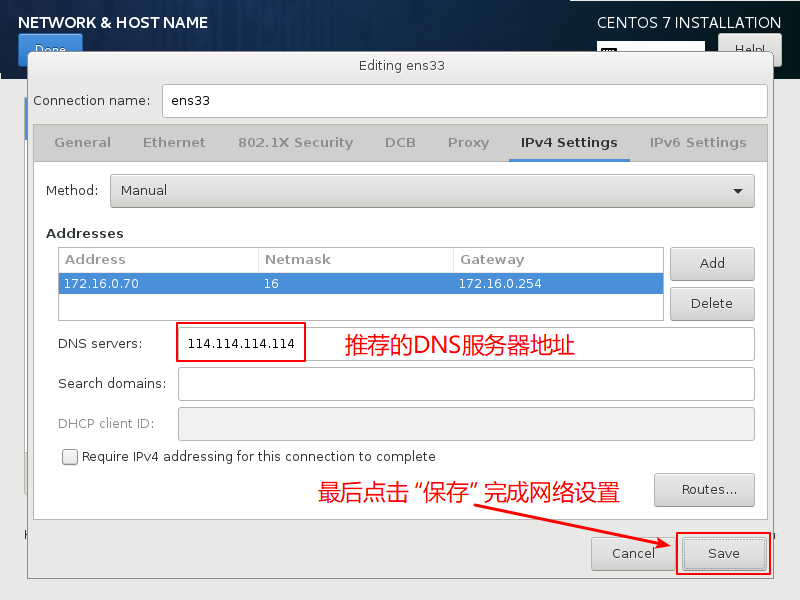 NETWORK & HOST NAME
CENTOS 7 INSTALLATION
Done
Help!
Editing ens33
Connection name: ens33
General Ethernet 802.1X Security DCB Proxy IPv4 Settings IPv6 Settings
Method: Manual
Addresses
Address Netmask Gateway
172.16.0.70 16 172.16.0.254
Add
Delete
DNS servers: 114.114.114.114 推荐的DNS服务器地址
Search domains:
DHCP client ID:
Require IPv4 addressing for this connection to complete
最后点击 “保存” 完成网络设置
Routes...
Cancel Save